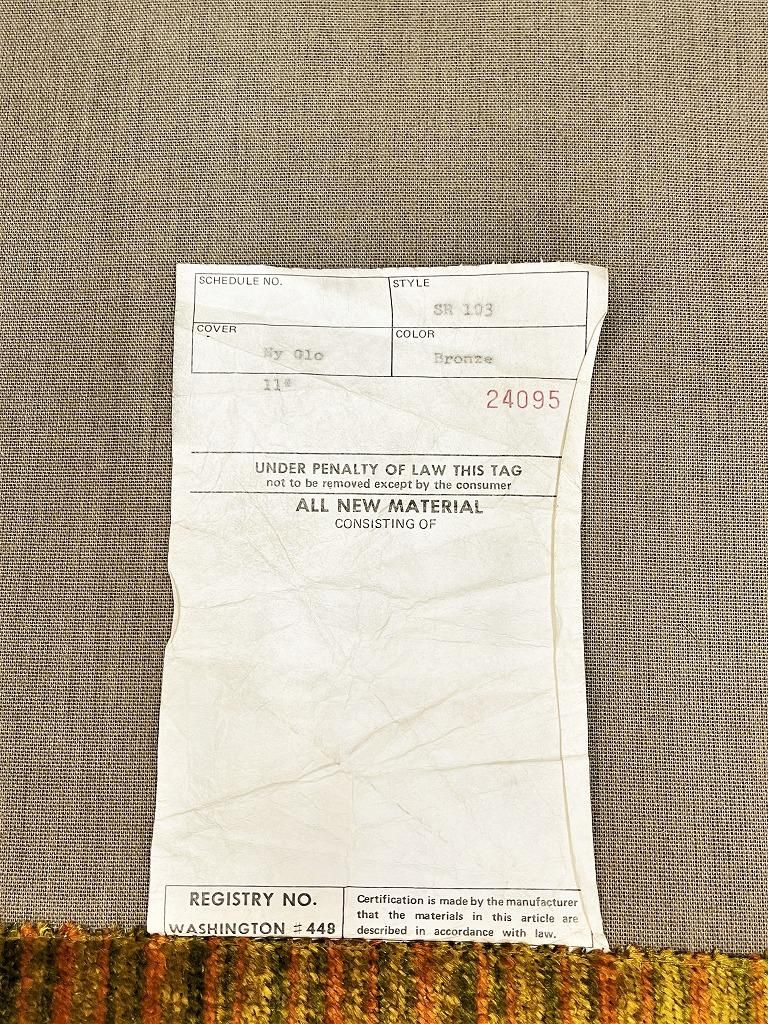 SCHEDULE NO.
STYLE
SR 103
COVER
Ny Glo
COLOR
Bronze
11#
24095
UNDER PENALTY OF LAW THIS TAG
not to be removed except by the consumer
ALL NEW MATERIAL
CONSISTING OF
REGISTRY NO.
WASHINGTON #448
Certification is made by the manufacturer
that the materials in this article are
described in accordance with law.